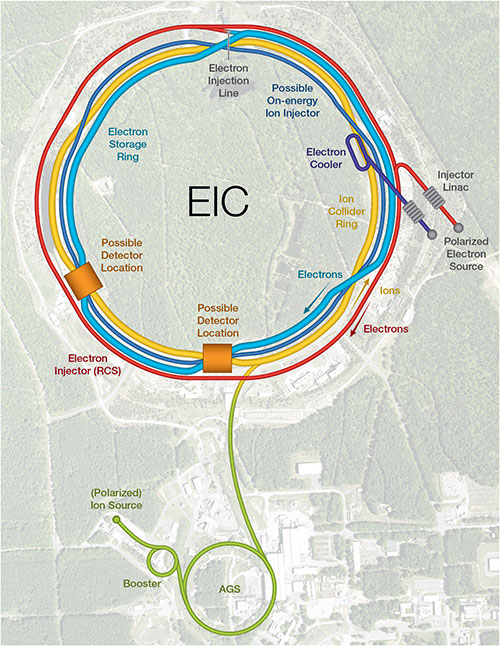 Electron
Injection
Line
Possible
On-energy
Ion Injector
Electron
Storage
Ring
Electron
Cooler
Injector
Linac
EIC
Ion
Collider
Ring
Polarized
Electron
Source
Possible
Detector
Location
Electrons
Ions
Possible
Detector
Location
Electrons
Electron
Injector (RCS)
(Polarized)
Ion Source
Booster
AGS